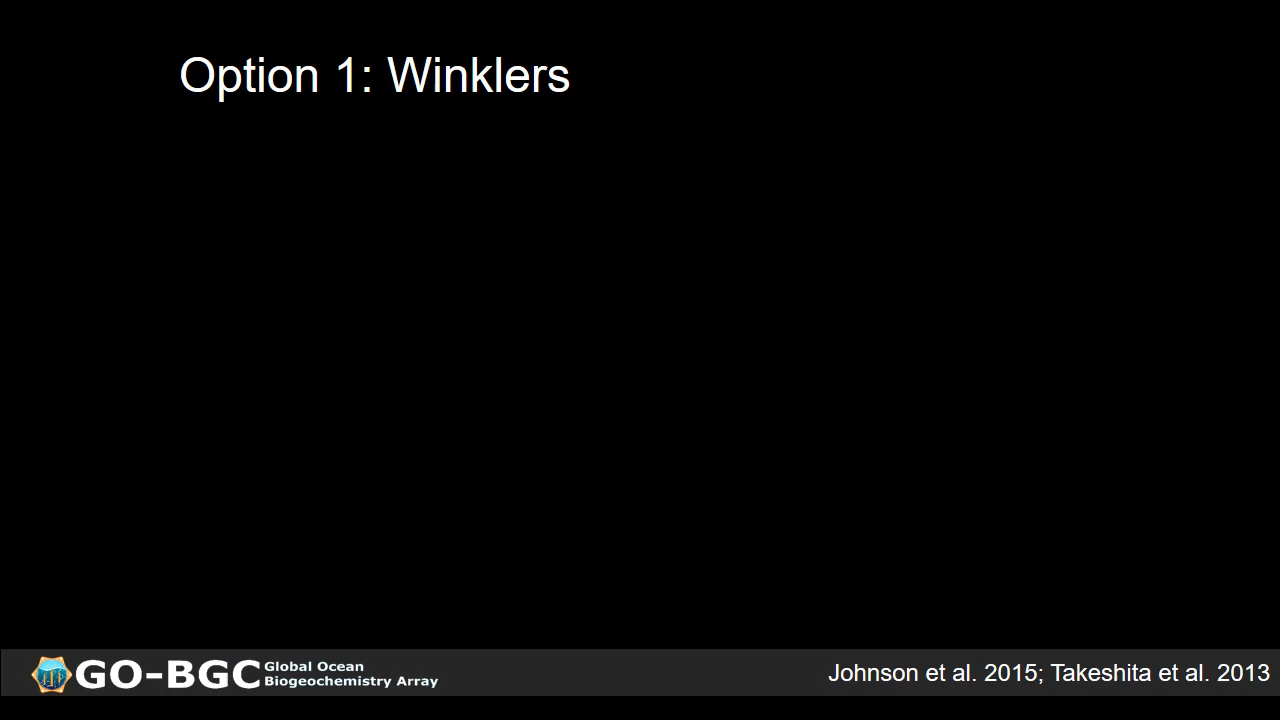 Option 1: Winklers
GO-BGC
Global Ocean
Biogeochemistry Array
Johnson et al. 2015; Takeshita et al. 2013